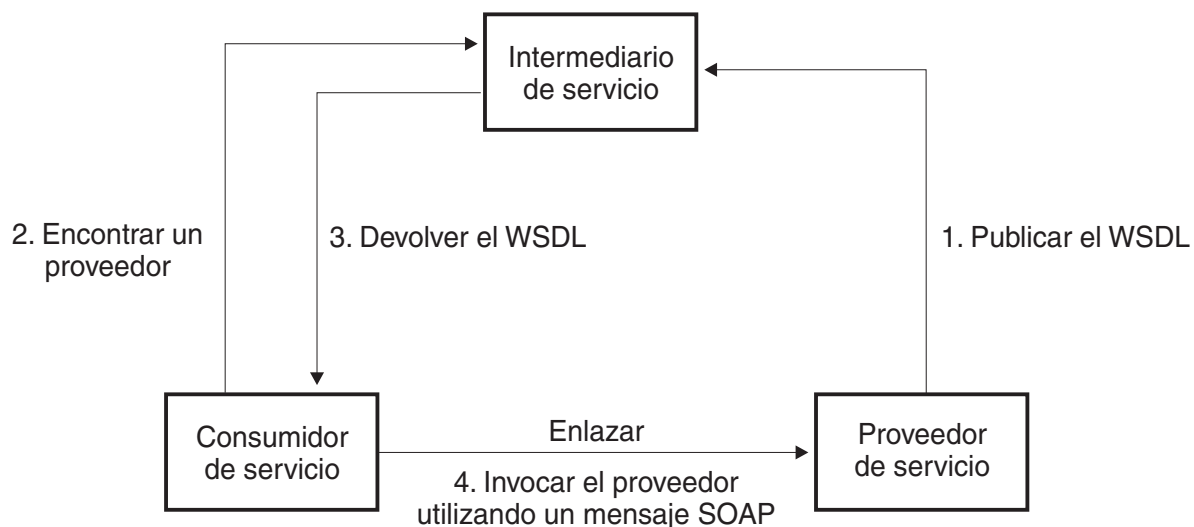 Intermediario
de servicio
2. Encontrar un
proveedor
3. Devolver el WSDL
1. Publicar el WSDL
Consumidor
de servicio
Enlazar
4. Invocar el proveedor
utilizando un mensaje SOAP
Proveedor
de servicio